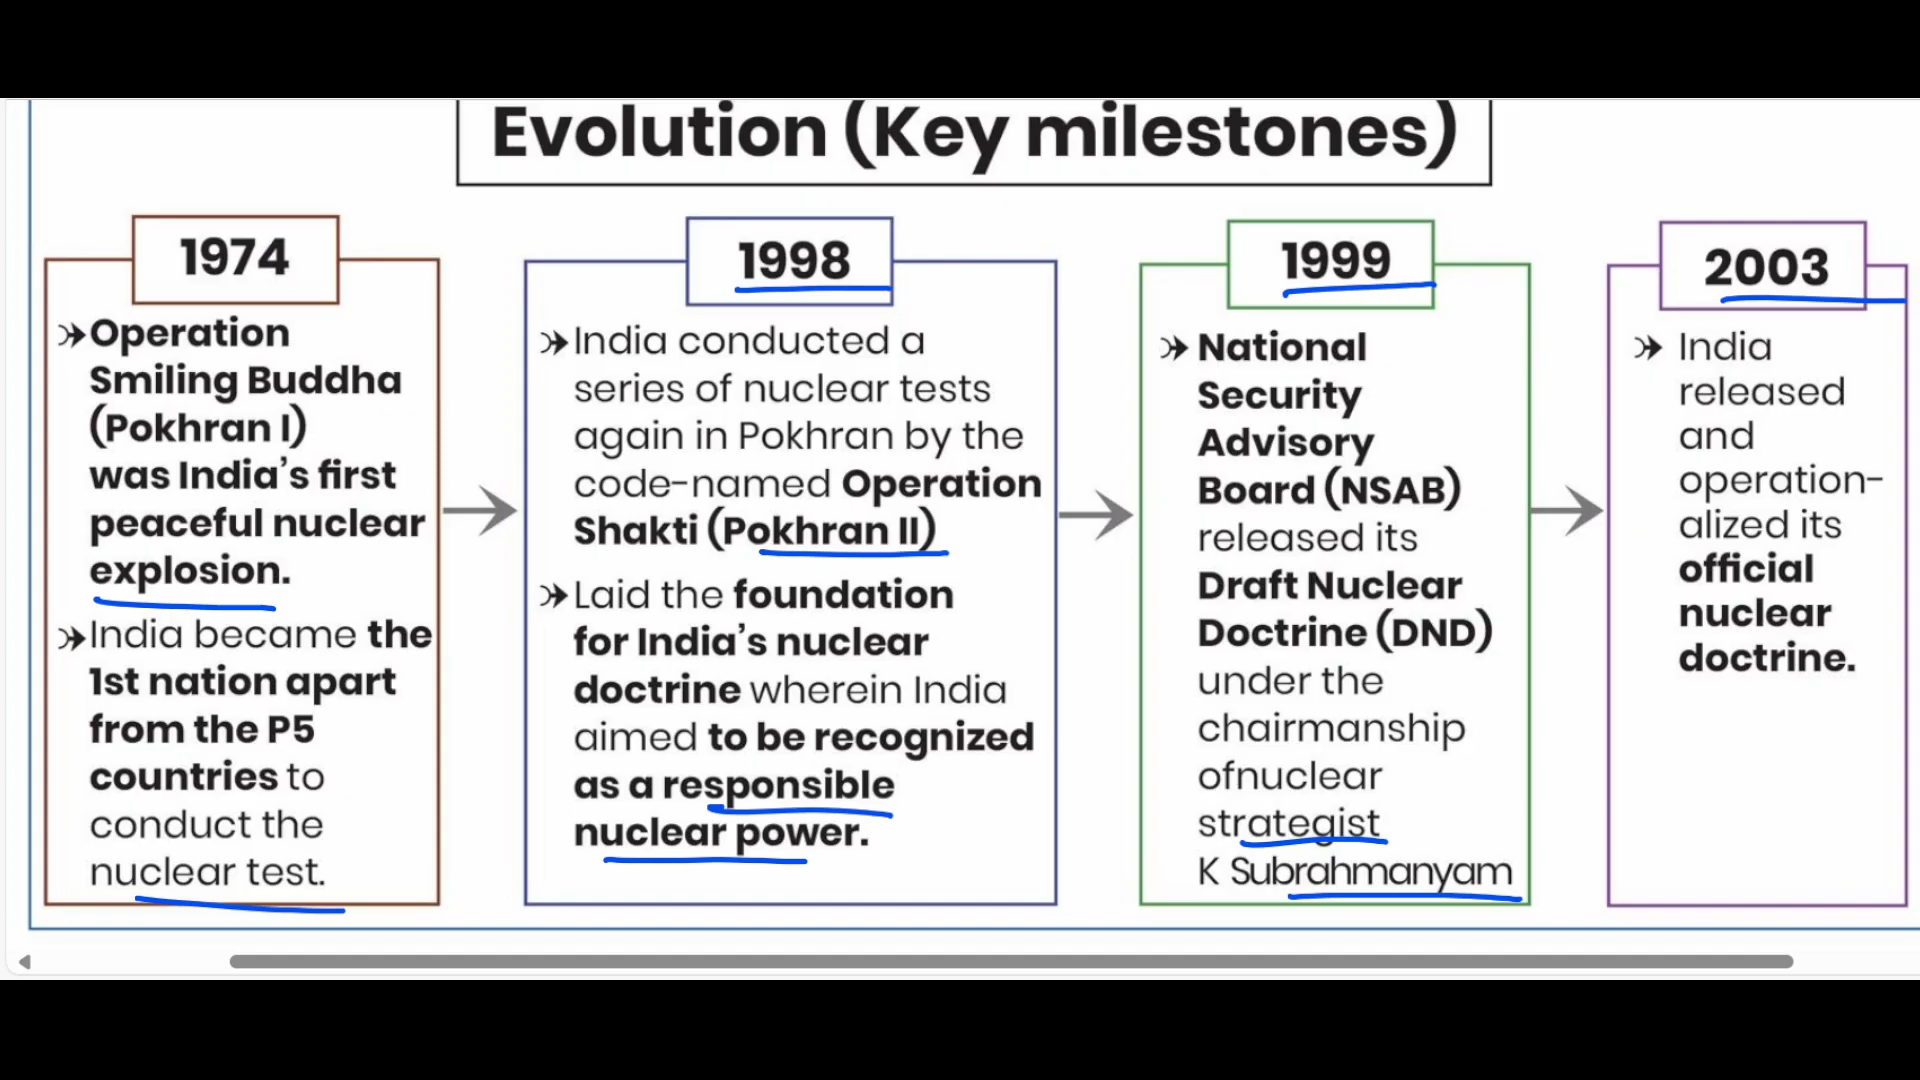 Evolution (Key milestones)
1974
Operation
Smiling Buddha
(Pokhran I)
was India's first
peaceful nuclear
explosion.
India became the
1st nation apart
from the P5
countries to
conduct the
nuclear test.
1998
India conducted a
series of nuclear tests
again in Pokhran by the
code-named Operation
Shakti (Pokhran II)
Laid the foundation
for India's nuclear
doctrine wherein India
aimed to be recognized
as a responsible
nuclear power.
1999
National
Security
Advisory
Board (NSAB)
released its
Draft Nuclear
Doctrine (DND)
under the
chairmanship
ofnuclear
strategist
K Subrahmanyam
2003
India
released
and
operation-
alized its
official
nuclear
doctrine.